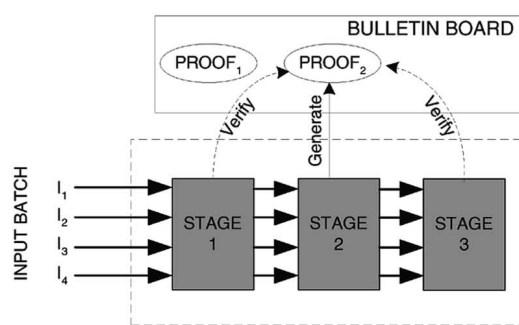 BULLETIN BOARD
PROOF1
PROOF2
Verify
Generate
Verify
INPUT BATCH
I1
I2
I3
I4
STAGE
1
STAGE
2
STAGE
3